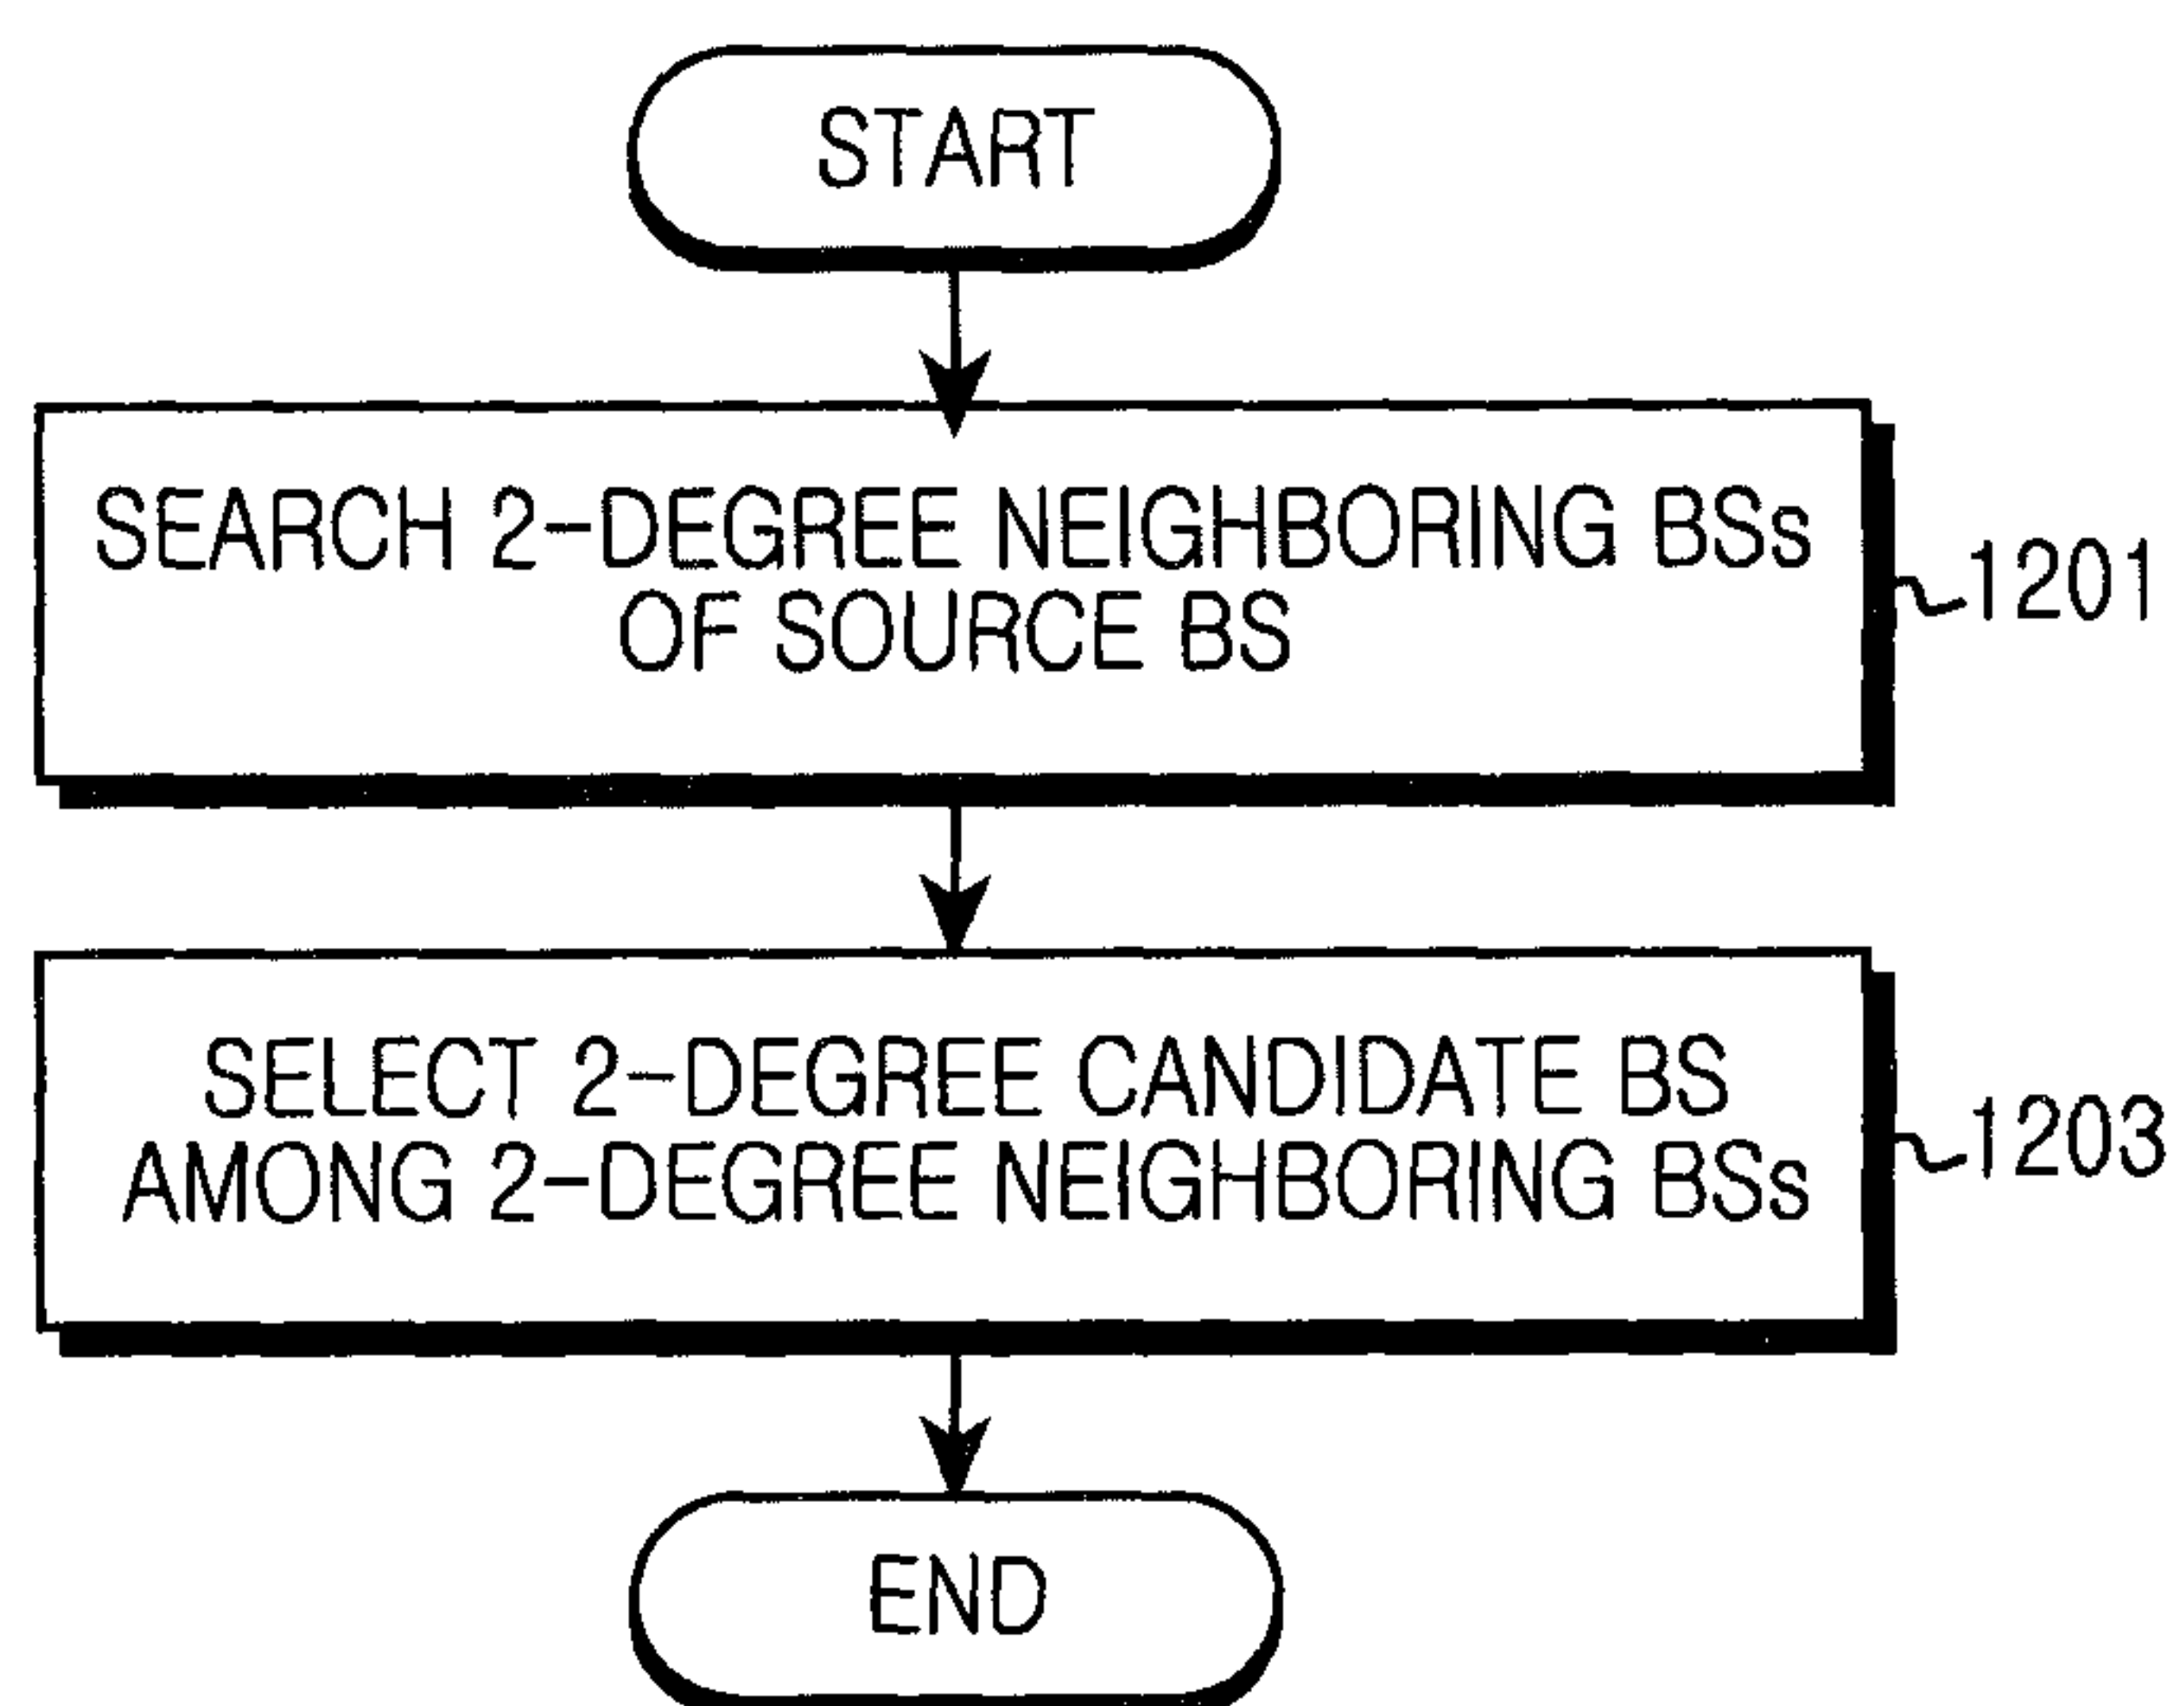 START
SEARCH 2-DEGREE NEIGHBORING BSs
OF SOURCE BS
1201
SELECT 2-DEGREE CANDIDATE BS
AMONG 2-DEGREE NEIGHBORING BSs
1203
END